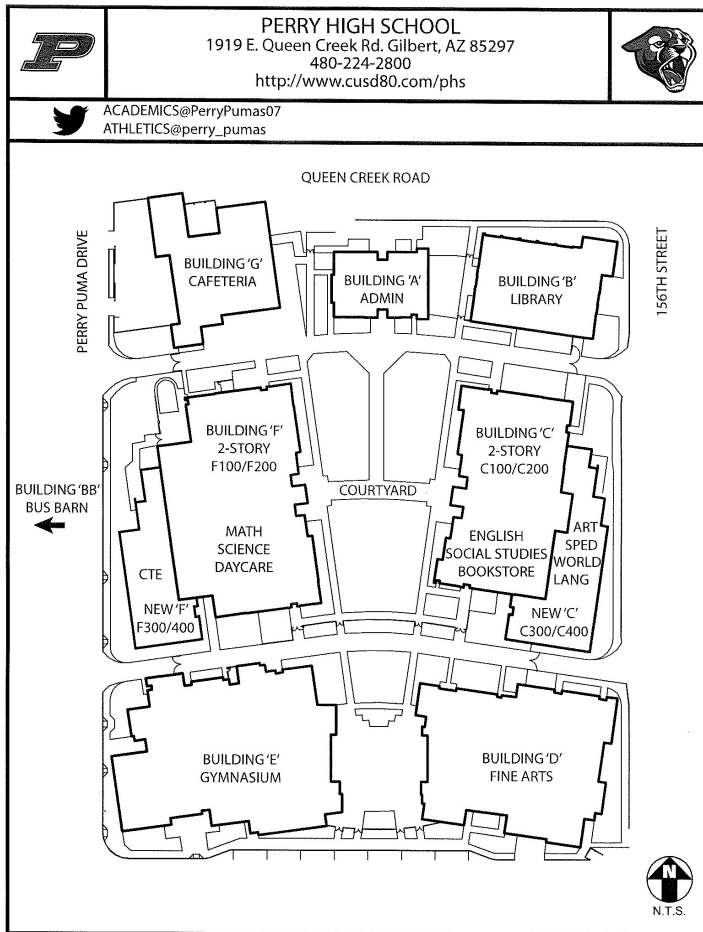 P
PERRY HIGH SCHOOL
1919 E. Queen Creek Rd. Gilbert, AZ 85297
480-224-2800
http://www.cusd80.com/phs
ACADEMICS@PerryPumas07
ATHLETICS@perry_pumas
QUEEN CREEK ROAD
PERRY PUMA DRIVE
156TH STREET
BUILDING 'G'
CAFETERIA
BUILDING 'A'
ADMIN
BUILDING 'B'
LIBRARY
BUILDING 'F'
2-STORY
F100/F200
MATH
SCIENCE
DAYCARE
COURTYARD
BUILDING 'C'
2-STORY
C100/C200
ENGLISH
SOCIAL STUDIES
BOOKSTORE
ART
SPED
WORLD
LANG
BUILDING 'BB'
BUS BARN
CTE
NEW 'F'
F300/400
NEW 'C'
C300/C400
BUILDING 'E'
GYMNASIUM
BUILDING 'D'
FINE ARTS
N
N.T.S.